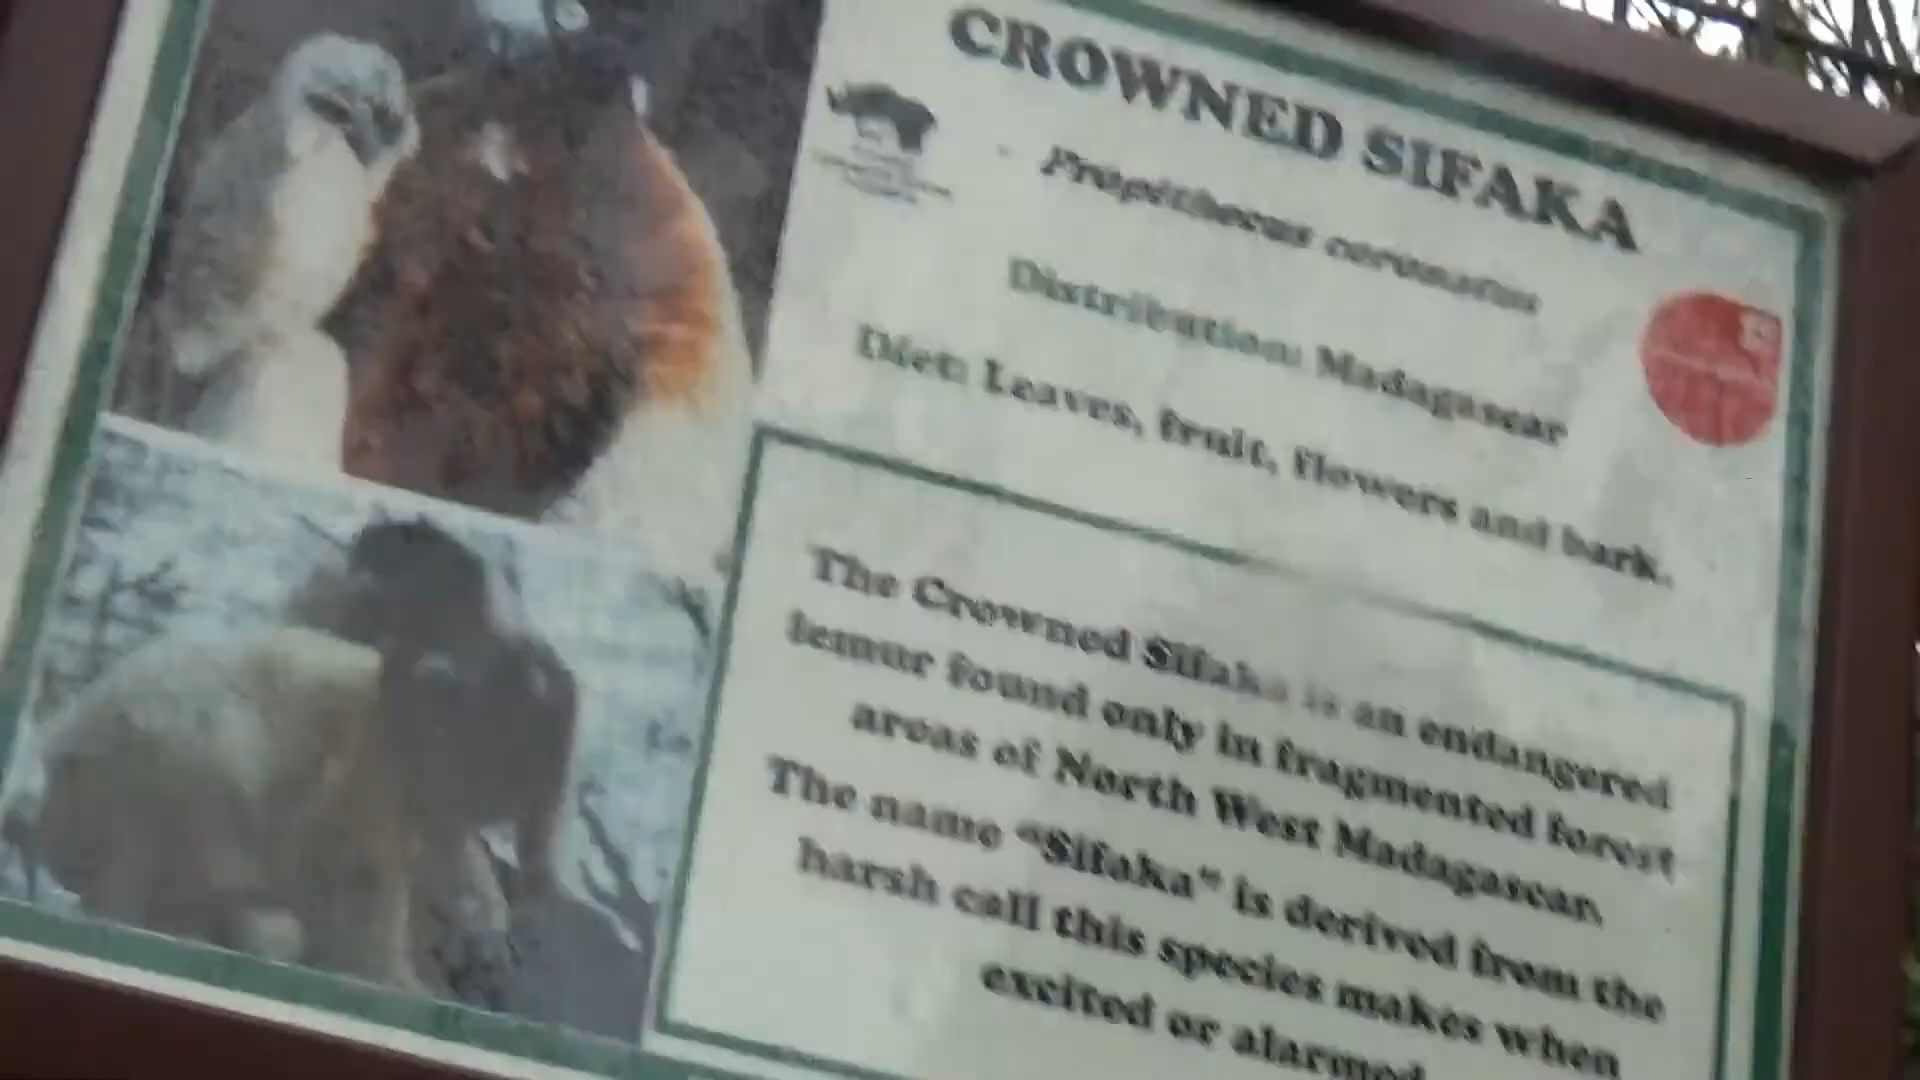 CROWNED SIFAKA
Propithecus coronatus
Distribution: Madagascar
Diet: Leaves, fruit, flowers and bark.
The Crowned Sifaka is an endangered
lemur found only in fragmented forest
areas of North West Madagascar.
The name “Sifaka” is derived from the
harsh call this species makes when
excited or alarmed